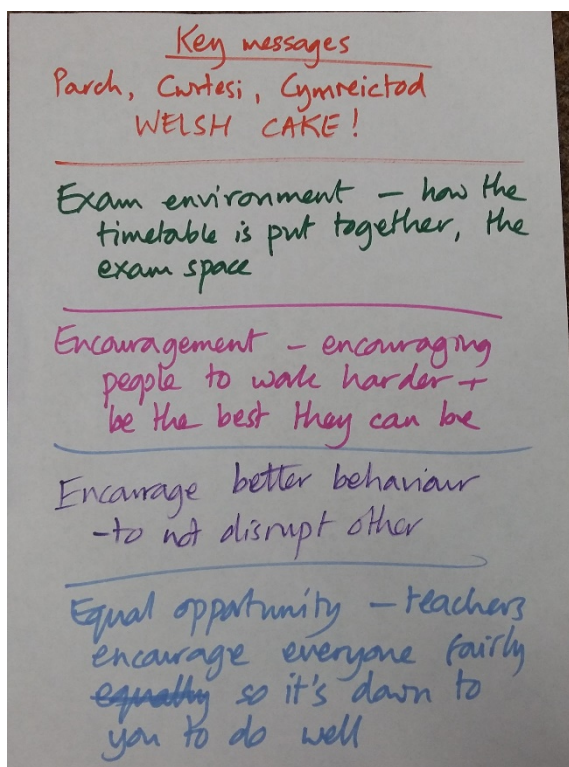 Key messages
Parch, Cwrtesi, Cymreictod
WELSH CAKE!
Exam environment – how the
timetable is put together, the
exam space
Encouragement – encouraging
people to work harder +
be the best they can be
Encourage better behaviour
-to not disrupt other
Equal opportunity – teachers
encourage everyone fairly
equally so it's down to
you to do well